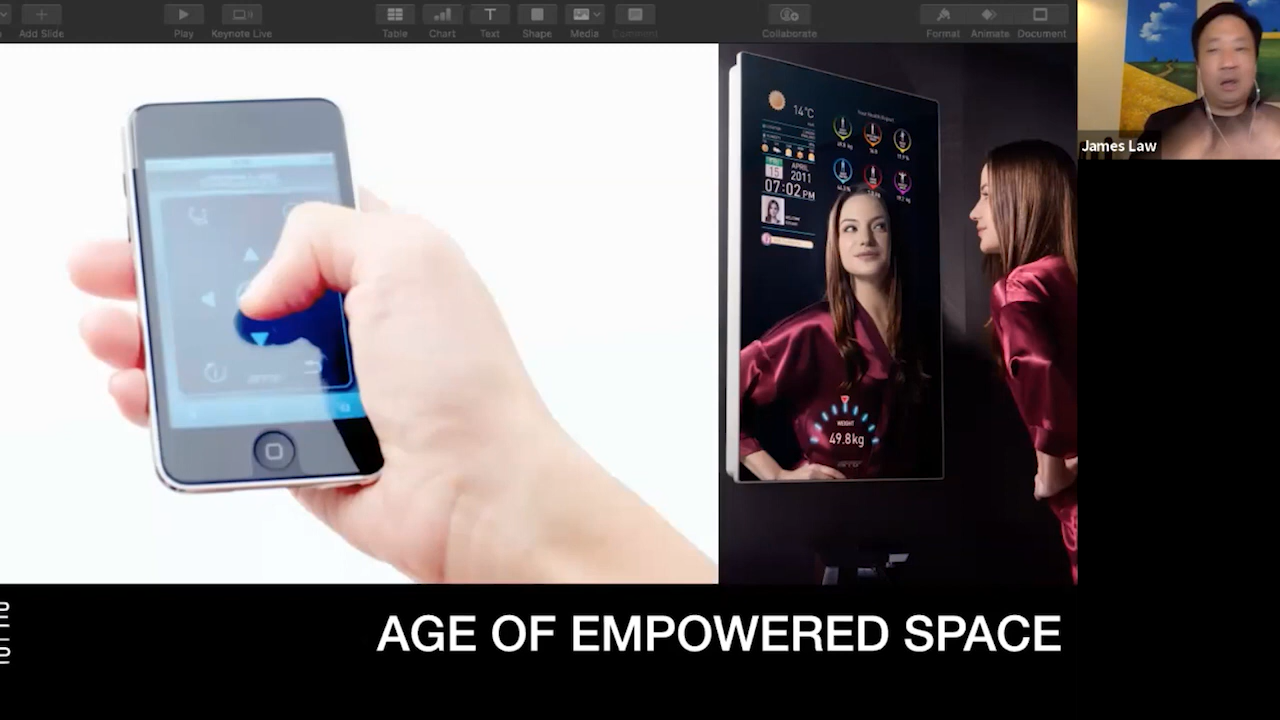 Add Slide
Play
Keynote Live
Table
Chart
Text
Shape
Media
Comment
Collaborate
Format
Animate
Document
James Law
14°C
APRIL
15
2011
07:02 PM
WEIGHT
49.8kg
AGE OF EMPOWERED SPACE